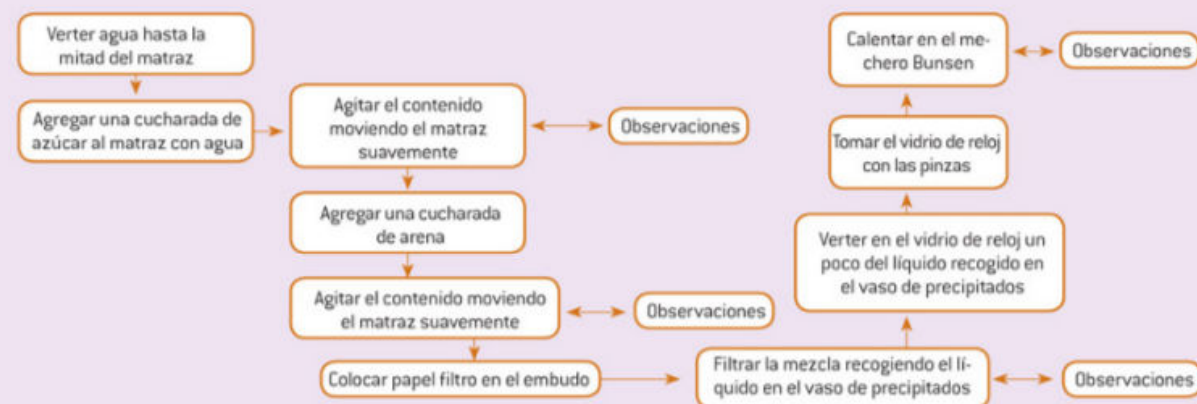 Verter agua hasta la
mitad del matraz
Agregar una cucharada de
azúcar al matraz con agua
Agitar el contenido
moviendo el matraz
suavemente
Observaciones
Agregar una cucharada
de arena
Agitar el contenido moviendo
el matraz suavemente
Observaciones
Colocar papel filtro en el embudo
Filtrar la mezcla recogiendo el lí-
quido en el vaso de precipitados
Observaciones
Verter en el vidrio de reloj un
poco del líquido recogido en
el vaso de precipitados
Tomar el vidrio de reloj
con las pinzas
Calentar en el me-
chero Bunsen
Observaciones